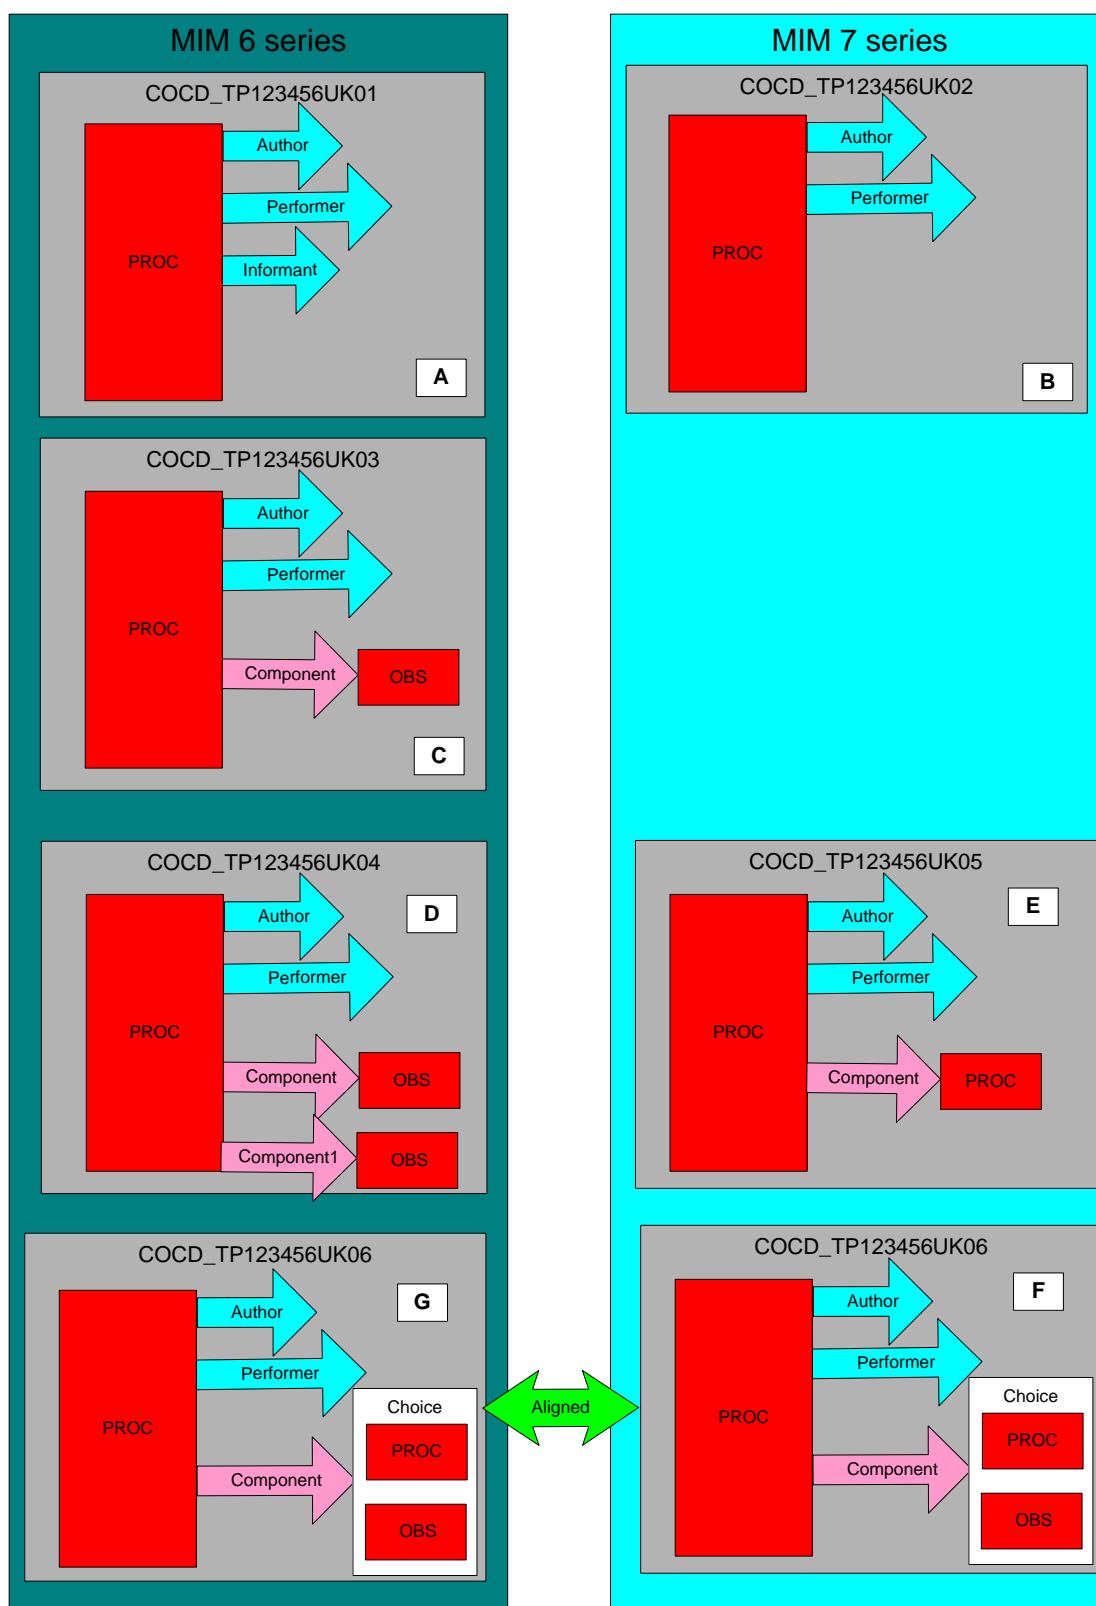 MIM 6 series
COCD_TP123456UK01
Author
Performer
PROC
Informant
A
COCD_TP123456UK03
Author
Performer
PROC
Component
OBS
C
COCD_TP123456UK04
D
Author
Performer
PROC
Component
OBS
Component1
OBS
COCD_TP123456UK06
G
Author
Performer
Choice
PROC
PROC
Component
OBS
Aligned
MIM 7 series
COCD_TP123456UK02
Author
Performer
PROC
B
COCD_TP123456UK05
E
Author
Performer
PROC
Component
PROC
COCD_TP123456UK06
F
Author
Performer
Choice
PROC
PROC
Component
OBS